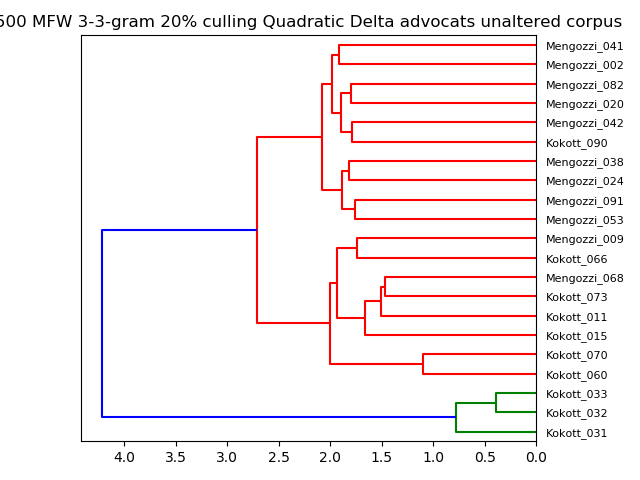 500 MFW 3-3-gram 20% culling Quadratic Delta advocats unaltered corpus
Mengozzi_041
Mengozzi_002
Mengozzi_082
Mengozzi_020
Mengozzi_042
Kokott_090
Mengozzi_038
Mengozzi_024
Mengozzi_091
Mengozzi_053
Mengozzi_009
Kokott_066
Mengozzi_068
Kokott_073
Kokott_011
Kokott_015
Kokott_070
Kokott_060
Kokott_033
Kokott_032
Kokott_031
4.0 3.5 3.0 2.5 2.0 1.5 1.0 0.5 0.0